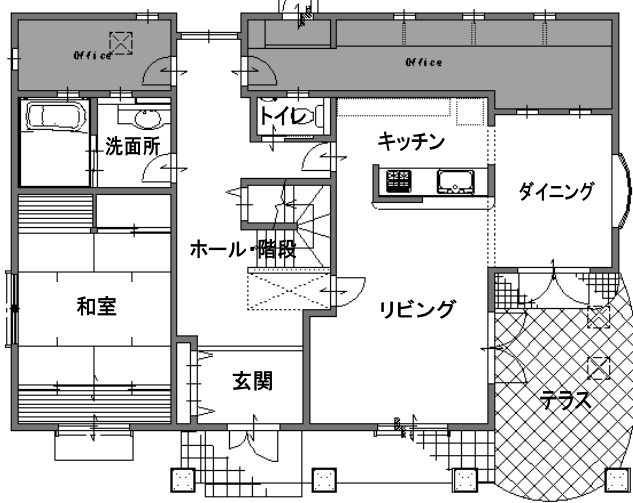 Office
Office
洗面所
トイレ
キッチン
ダイニング
ホール・階段
和室
リビング
玄関
テラス